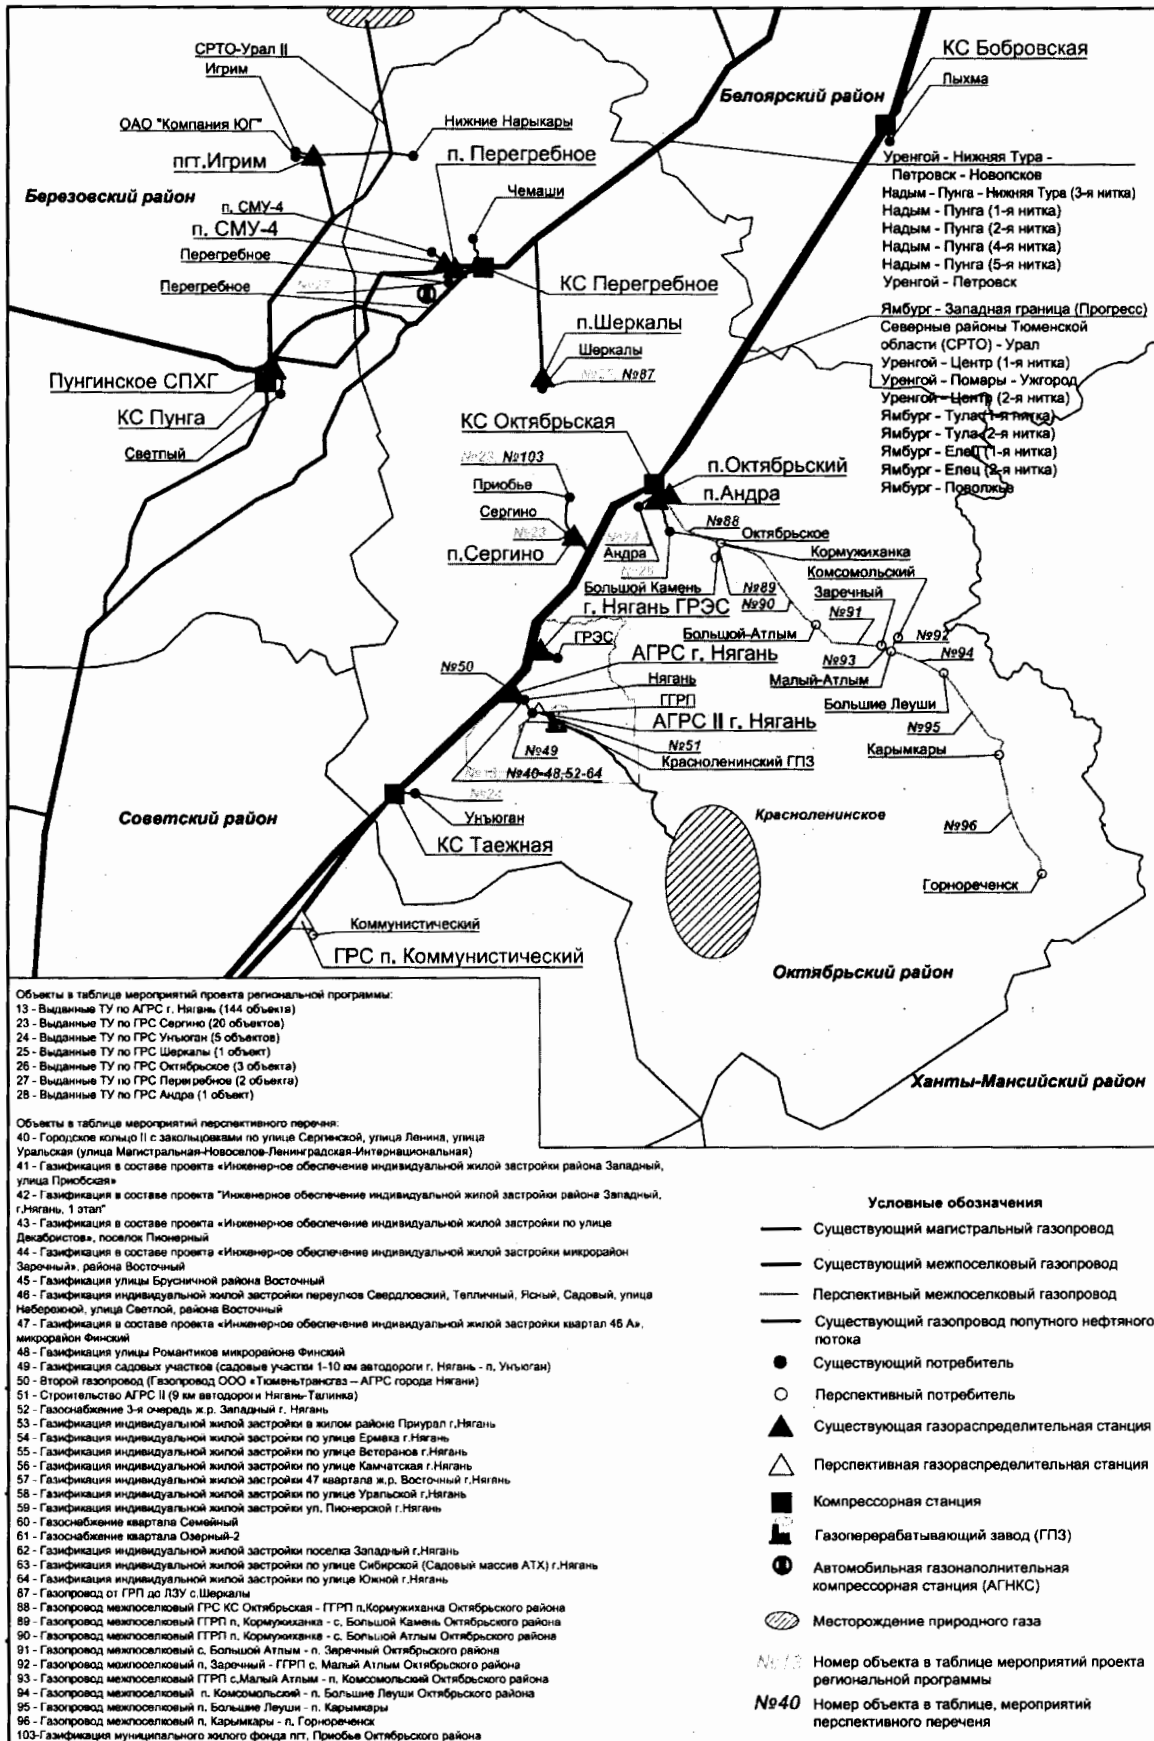 СРТО-Урал II
Игрим
ОАО "Компания ЮГ"
пгт.Игрим
Нижние Нарыкары
п. Перегребное
Березовский район
Чемаши
п. СМУ-4
п. СМУ-4
Перегребное
Перегребное
№27
КС Перегребное
п.Шеркалы
Шеркалы
№25, №87
Пунгинское СПХГ
КС Пунга
Светлый
КС Бобровская
Лыхма
Белоярский район
Уренгой - Нижняя Тура -
Петровск - Новопсков
Надым - Пунга - Нижняя Тура (3-я нитка)
Надым - Пунга (1-я нитка)
Надым - Пунга (2-я нитка)
Надым - Пунга (4-я нитка)
Надым - Пунга (5-я нитка)
Уренгой - Петровск
Ямбург - Западная граница (Прогресс)
Северные районы Тюменской
области (СРТО) - Урал
Уренгой - Центр (1-я нитка)
Уренгой - Помары - Ужгород
Уренгой - Центр (2-я нитка)
Ямбург - Тула (1-я нитка)
Ямбург - Тула (2-я нитка)
Ямбург - Елец (1-я нитка)
Ямбург - Елец (2-я нитка)
Ямбург - Поволжье
КС Октябрьская
п.Октябрьский
п.Андра
№23, №103
Приобье
Сергино
№23
п.Сергино
№28
Андра
№26
Большой Камень
№88
Октябрьское
Кормужиханка
№89
№90
Комсомольский
Заречный
№91
№92
г. Нягань ГРЭС
ГРЭС
Большой-Атлым
№93
№94
Малый-Атлым
Большие Леуши
№95
АГРС г. Нягань
№50
Нягань
ГГРП
АГРС II г. Нягань
№49
№51
Красноленинский ГПЗ
№13, №40-48,52-64
Карымкары
№24
Унъюган
КС Таежная
Советский район
Красноленинское
№96
Горнореченск
Коммунистический
ГРС п. Коммунистический
Октябрьский район
Ханты-Мансийский район
Объекты в таблице мероприятий проекта региональной программы:
13 - Выданные ТУ по АГРС г. Нягань (144 объекта)
23 - Выданные ТУ по ГРС Сергино (20 объектов)
24 - Выданные ТУ по ГРС Унъюган (5 объектов)
25 - Выданные ТУ по ГРС Шеркалы (1 объект)
26 - Выданные ТУ по ГРС Октябрьское (3 объекта)
27 - Выданные ТУ по ГРС Перегребное (2 объекта)
28 - Выданные ТУ по ГРС Андра (1 объект)
Объекты в таблице мероприятий перспективного перечня:
40 - Городское кольцо II с закольцовками по улице Сергинской, улица Ленина, улица
Уральская (улица Магистральная-Новоселов-Ленинградская-Интернациональная)
41 - Газификация в составе проекта «Инженерное обеспечение индивидуальной жилой застройки района Западный,
улица Приобская»
42 - Газификация в составе проекта "Инженерное обеспечение индивидуальной жилой застройки района Западный,
г.Нягань, 1 этап"
43 - Газификация в составе проекта «Инженерное обеспечение индивидуальной жилой застройки по улице
Декабристов», поселок Пионерный
44 - Газификация в составе проекта «Инженерное обеспечение индивидуальной жилой застройки микрорайон
Заречный», района Восточный
45 - Газификация улицы Брусничной района Восточный
46 - Газификация индивидуальной жилой застройки переулков Свердловский, Тепличный, Ясный, Садовый, улица
Набережной, улица Светлой, района Восточный
47 - Газификация в составе проекта «Инженерное обеспечение индивидуальной жилой застройки квартал 46 А»,
микрорайон Финский
48 - Газификация улицы Романтиков микрорайона Финский
49 - Газификация садовых участков (садовые участки 1-10 км автодороги г. Нягань - п. Унъюган)
50 - Второй газопровод (Газопровод ООО «Тюменьтрансгаз – АГРС города Нягани)
51 - Строительство АГРС II (9 км автодороги Нягань-Талинка)
52 - Газоснабжение 3-я очередь ж.р. Западный г. Нягань
53 - Газификация индивидуальной жилой застройки в жилом районе Приурал г.Нягань
54 - Газификация индивидуальной жилой застройки по улице Ермака г.Нягань
55 - Газификация индивидуальной жилой застройки по улице Ветеранов г.Нягань
56 - Газификация индивидуальной жилой застройки по улице Камчатская г.Нягань
57 - Газификация индивидуальной жилой застройки 47 квартала ж.р. Восточный г.Нягань
58 - Газификация индивидуальной жилой застройки по улице Уральской г.Нягань
59 - Газификация индивидуальной жилой застройки ул. Пионерской г.Нягань
60 - Газоснабжение квартала Семейный
61 - Газоснабжение квартала Озерный-2
62 - Газификация индивидуальной жилой застройки поселка Западный г.Нягань
63 - Газификация индивидуальной жилой застройки по улице Сибирской (Садовый массив АТХ) г.Нягань
64 - Газификация индивидуальной жилой застройки по улице Южной г.Нягань
87 - Газопровод от ГРП до ЛЗУ с.Шеркалы
88 - Газопровод межпоселковый ГРС КС Октябрьская - ГГРП п.Кормужиханка Октябрьского района
89 - Газопровод межпоселковый ГГРП п. Кормужиханка - с. Большой Камень Октябрьского района
90 - Газопровод межпоселковый ГГРП п. Кормужиханка - с. Большой Атлым Октябрьского района
91 - Газопровод межпоселковый с. Большой Атлым - п. Заречный Октябрьского района
92 - Газопровод межпоселковый п. Заречный - ГГРП с. Малый Атлым Октябрьского района
93 - Газопровод межпоселковый ГГРП с.Малый Атлым - п. Комсомольский Октябрьского района
94 - Газопровод межпоселковый п. Комсомольский - п. Большие Леуши Октябрьского района
95 - Газопровод межпоселковый п. Большие Леуши - п. Карымкары
96 - Газопровод межпоселковый п. Карымкары - п. Горнореченск
103-Газификация муниципального жилого фонда пгт. Приобье Октябрьского района
Условные обозначения
Существующий магистральный газопровод
Существующий межпоселковый газопровод
Перспективный межпоселковый газопровод
Существующий газопровод попутного нефтяного
потока
Существующий потребитель
Перспективный потребитель
Существующая газораспределительная станция
Перспективная газораспределительная станция
Компрессорная станция
Газоперерабатывающий завод (ГПЗ)
Автомобильная газонаполнительная
компрессорная станция (АГНКС)
Месторождение природного газа
№13 Номер объекта в таблице мероприятий проекта
региональной программы
№40 Номер объекта в таблице, мероприятий
перспективного перечня